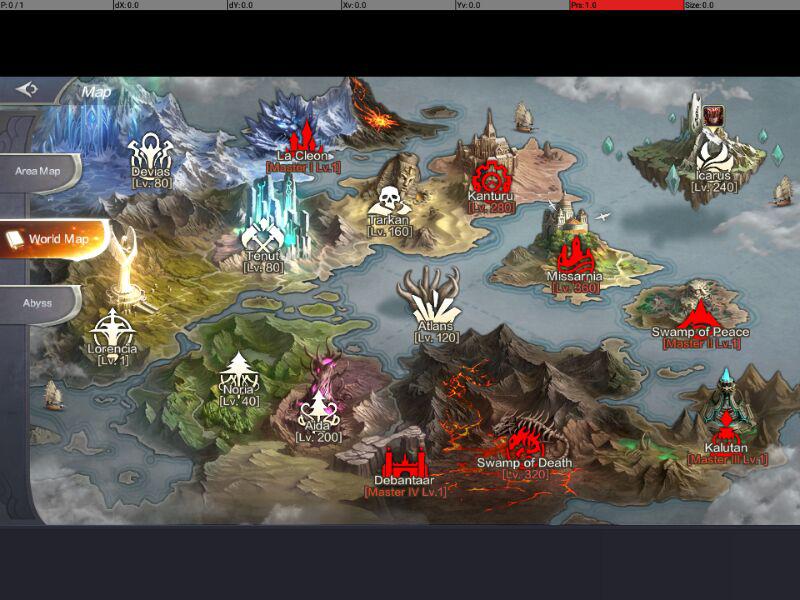 P: 0 / 1
dX: 0.0
dY: 0.0
Xv: 0.0
Yv: 0.0
Prs: 1.0
Size: 0.0
Map
Area Map
World Map
Abyss
Devias
[Lv. 80]
La Cleon
[Master I Lv.1]
Kanturu
[Lv. 280]
Icarus
[Lv. 240]
Tarkan
[Lv. 160]
Tenut
[Lv. 80]
Missarnia
[Lv. 360]
Atlans
[Lv. 120]
Swamp of Peace
[Master II Lv.1]
Lorencia
[Lv. 1]
Noria
[Lv. 40]
Aida
[Lv. 200]
Kalutan
[Master III Lv.1]
Swamp of Death
[Lv. 320]
Debantaar
[Master IV Lv.1]